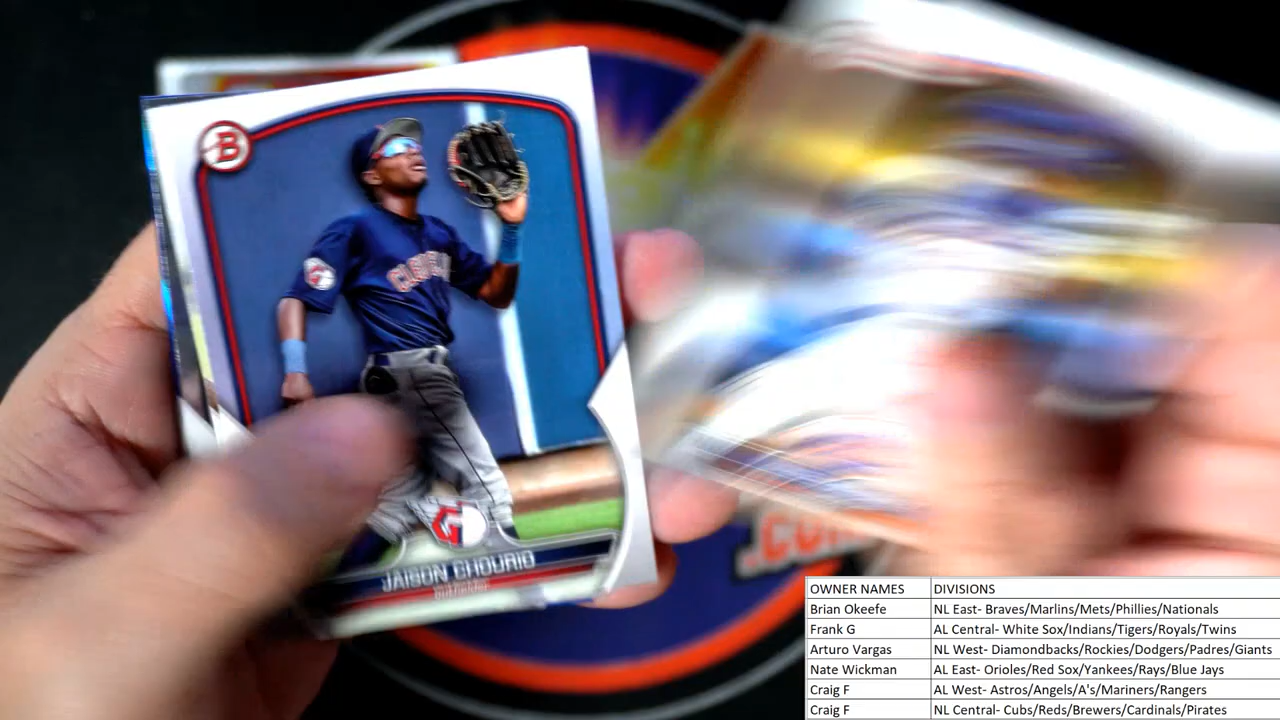 B
CLEVELAND
JAISON CHOURIO
outfielder
.COM
OWNER NAMES DIVISIONS
Brian Okeefe NL East- Braves/Marlins/Mets/Phillies/Nationals
Frank G AL Central- White Sox/Indians/Tigers/Royals/Twins
Arturo Vargas NL West- Diamondbacks/Rockies/Dodgers/Padres/Giants
Nate Wickman AL East- Orioles/Red Sox/Yankees/Rays/Blue Jays
Craig F AL West- Astros/Angels/A's/Mariners/Rangers
Craig F NL Central- Cubs/Reds/Brewers/Cardinals/Pirates